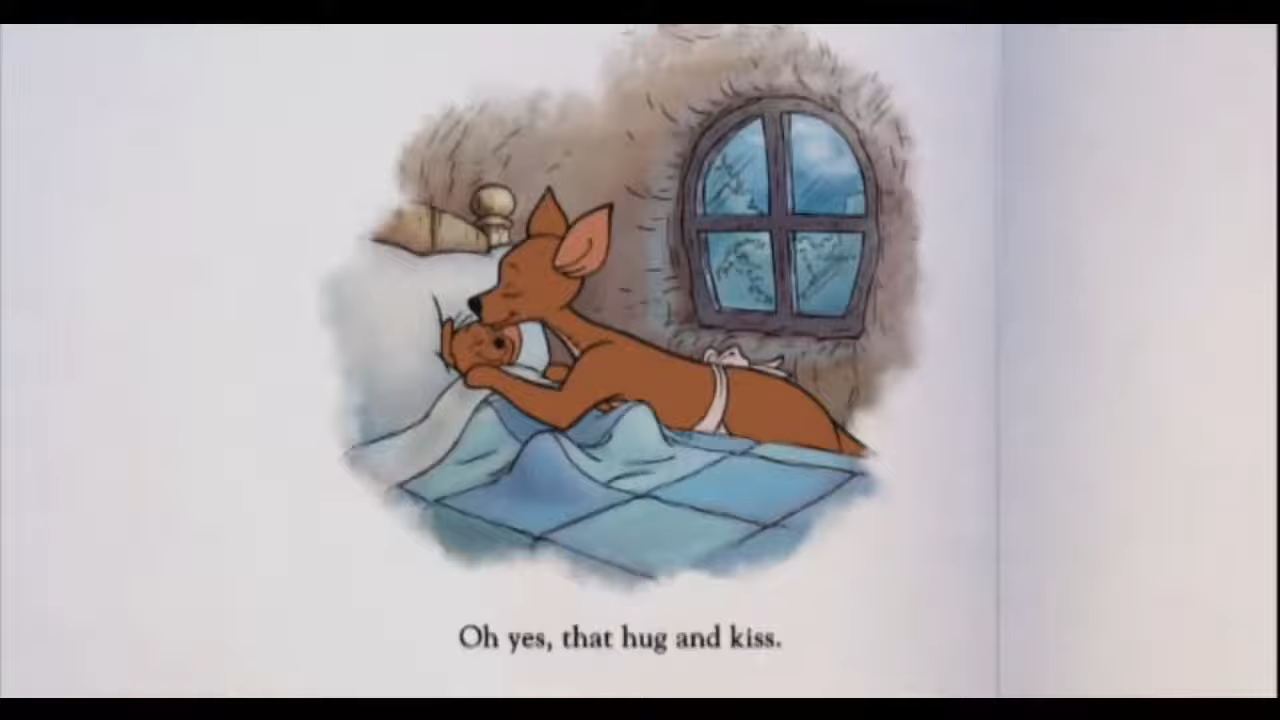 Oh yes, that hug and kiss.